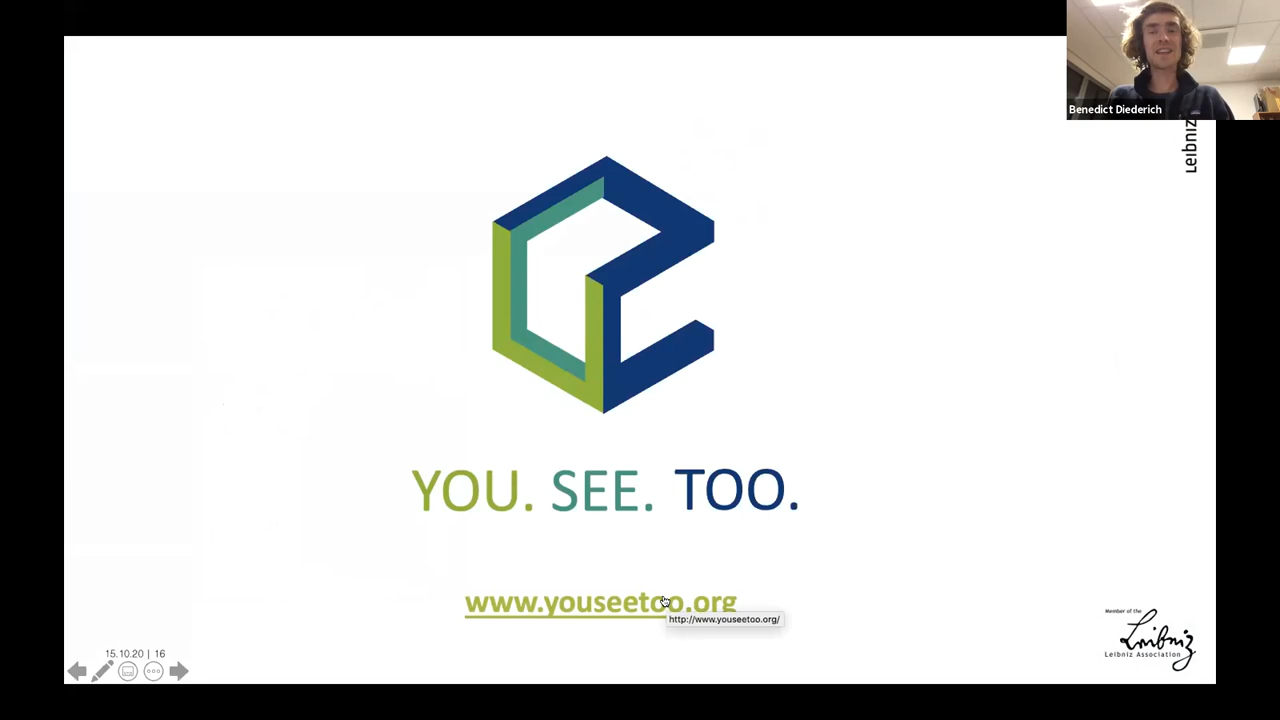 Benedict Diederich
Leibniz
YOU. SEE. TOO.
www.youseetoo.org
http://www.youseetoo.org/
Member of the
Leibniz
Leibniz Association
15.10.20 | 16